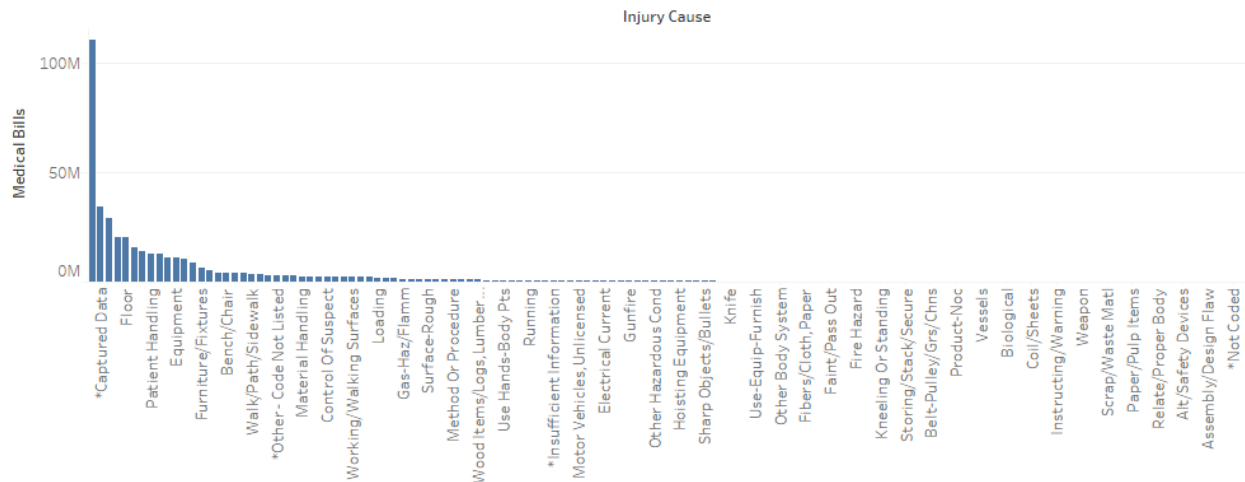 Injury Cause
Medical Bills
100M
50M
0M
*Captured Data
Floor
Patient Handling
Equipment
Furniture/Fixtures
Bench/Chair
Walk/Path/Sidewalk
*Other- Code Not Listed
Material Handling
Control Of Suspect
Working/Walking Surfaces
Loading
Gas-Haz/Flamm
Surface-Rough
Method Or Procedure
Wood Items/Logs,Lumber ...
Use Hands-Body Pts
Running
*Insufficient Information
Motor Vehicles,Unlicensed
Electrical Current
Gunfire
Other Hazardous Cond
Hoisting Equipment
Sharp Objects/Bullets
Knife
Use-Equip-Furnish
Other Body System
Fibers/Cloth,Paper
Faint/Pass Out
Fire Hazard
Kneeling Or Standing
Storing/Stack/Secure
Belt-Pulley/Grs/Chns
Product-Noc
Vessels
Biological
Coil/Sheets
Instructing/Warning
Weapon
Scrap/Waste Matl
Paper/Pulp Items
Relate/Proper Body
Alt/Safety Devices
Assembly/Design Flaw
*Not Coded